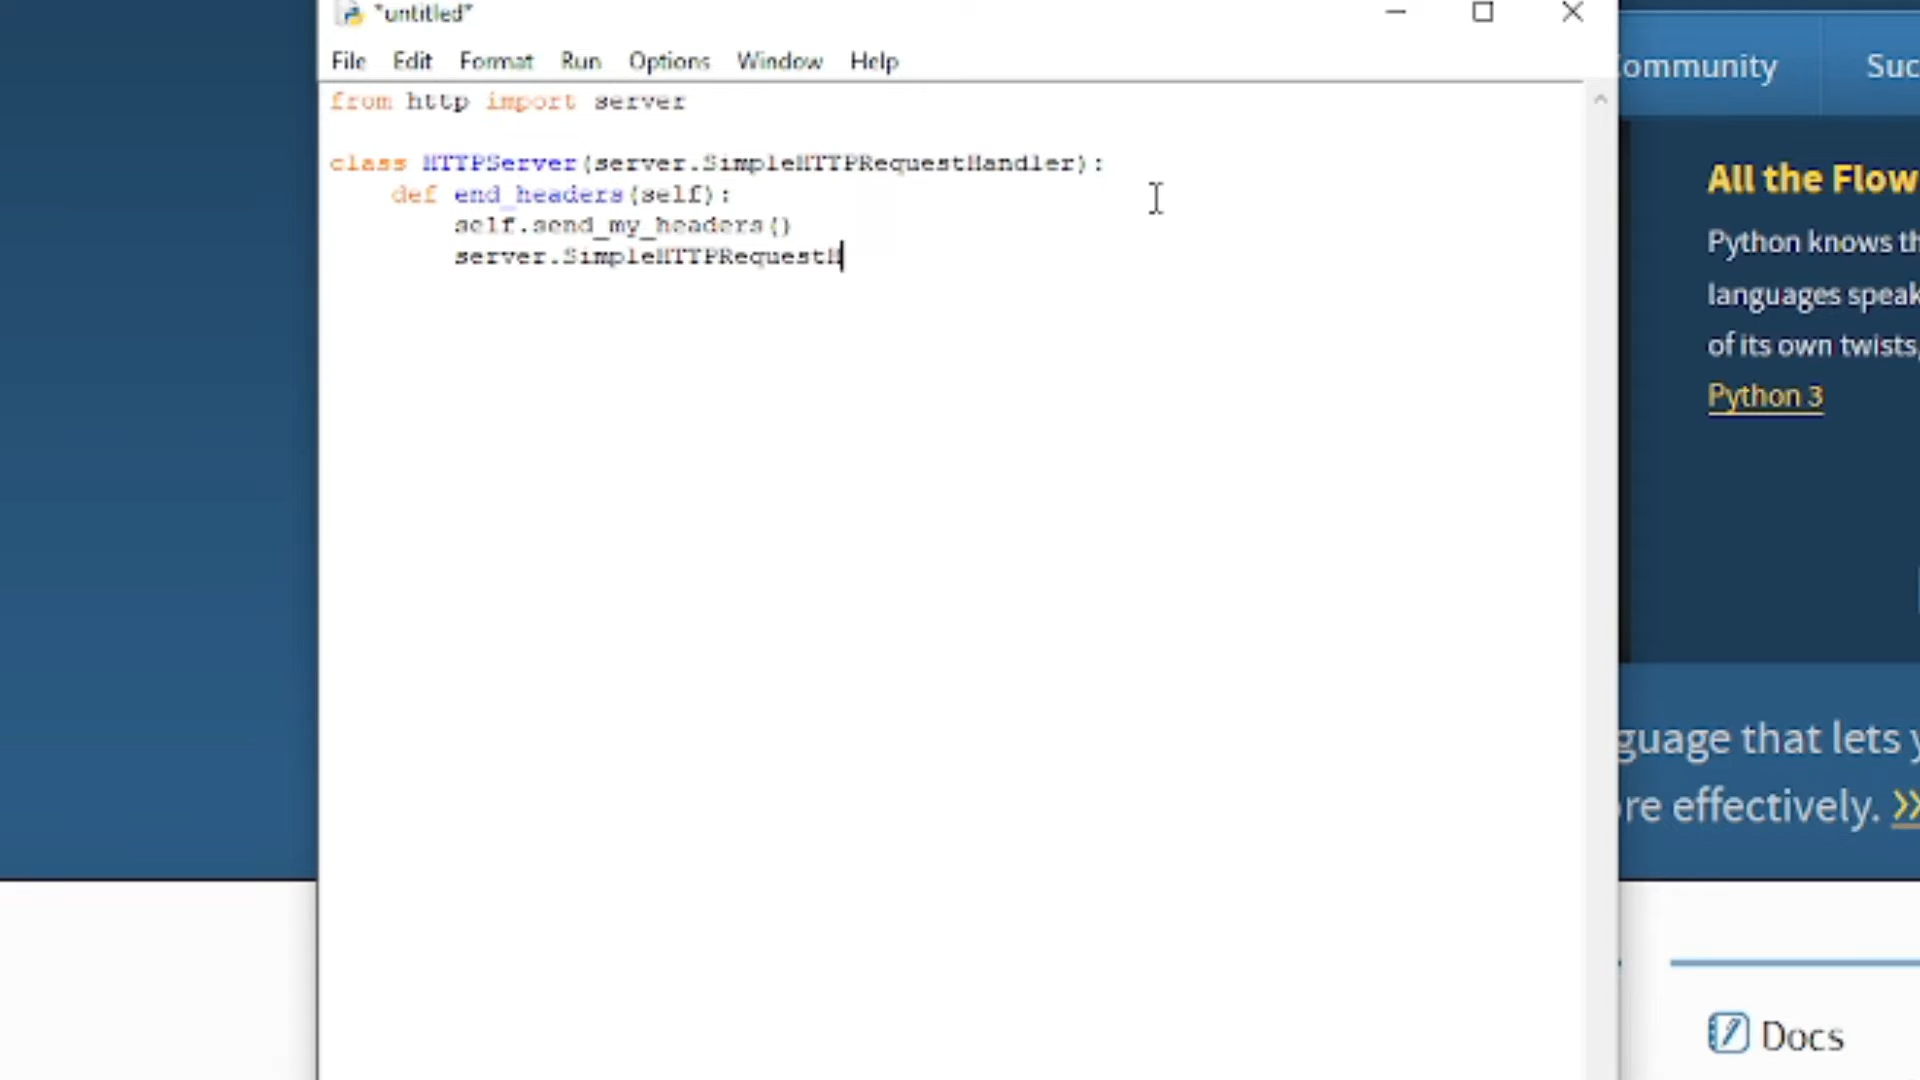 *untitled*
File Edit Format Run Options Window Help
from http import server
class HTTPServer(server.SimpleHTTPRequestHandler):
    def end_headers(self):
        self.send_my_headers()
        server.SimpleHTTPRequestH
ommunity Suc
All the Flow
Python knows th
languages speak
of its own twists,
Python 3
guage that lets y
re effectively. >>
Docs